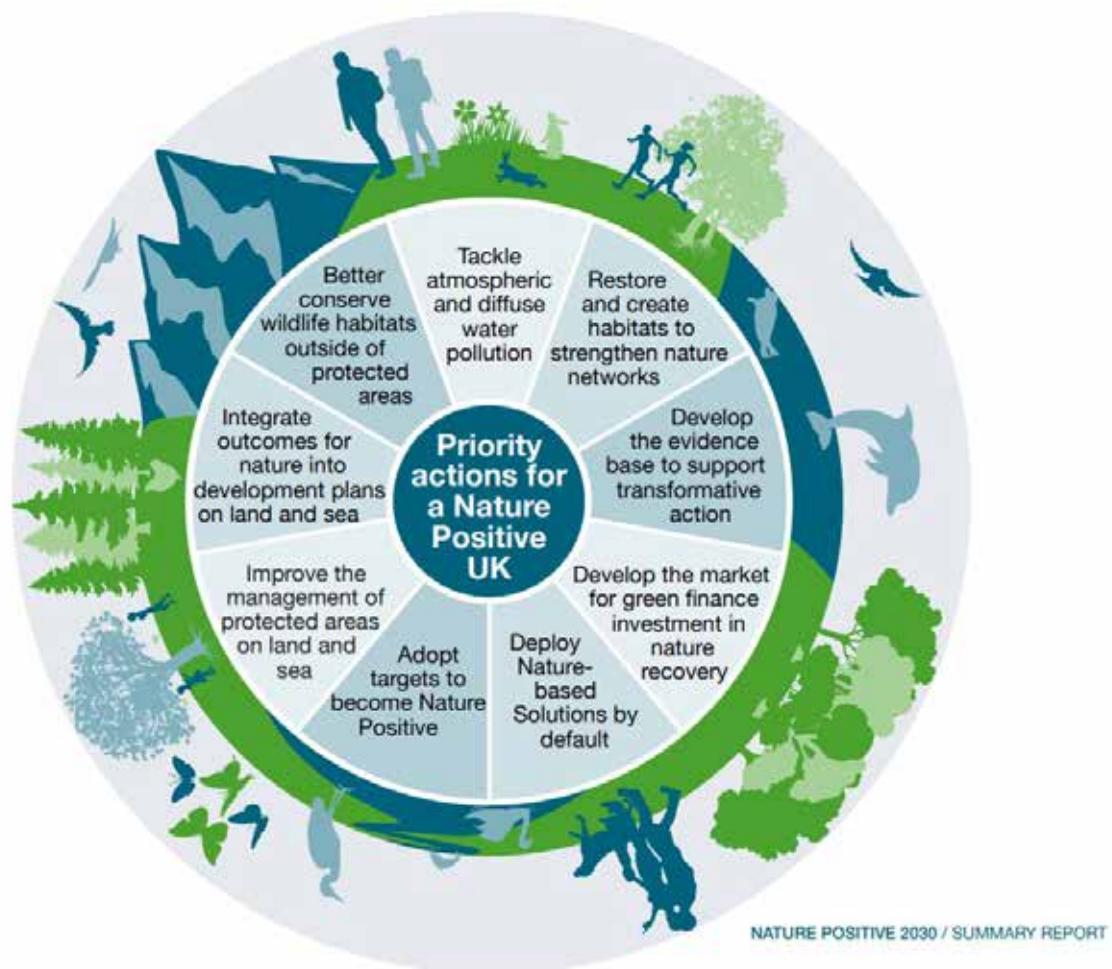 Priority
actions for
a Nature
Positive
UK
Tackle
atmospheric
and diffuse
water
pollution
Restore
and create
habitats to
strengthen nature
networks
Develop
the evidence
base to support
transformative
action
Develop the market
for green finance
investment in
nature
recovery
Deploy
Nature-
based
Solutions by
default
Adopt
targets to
become Nature
Positive
Improve the
management of
protected areas
on land and
sea
Integrate
outcomes for
nature into
development plans
on land and sea
Better
conserve
wildlife habitats
outside of
protected
areas
NATURE POSITIVE 2030 / SUMMARY REPORT